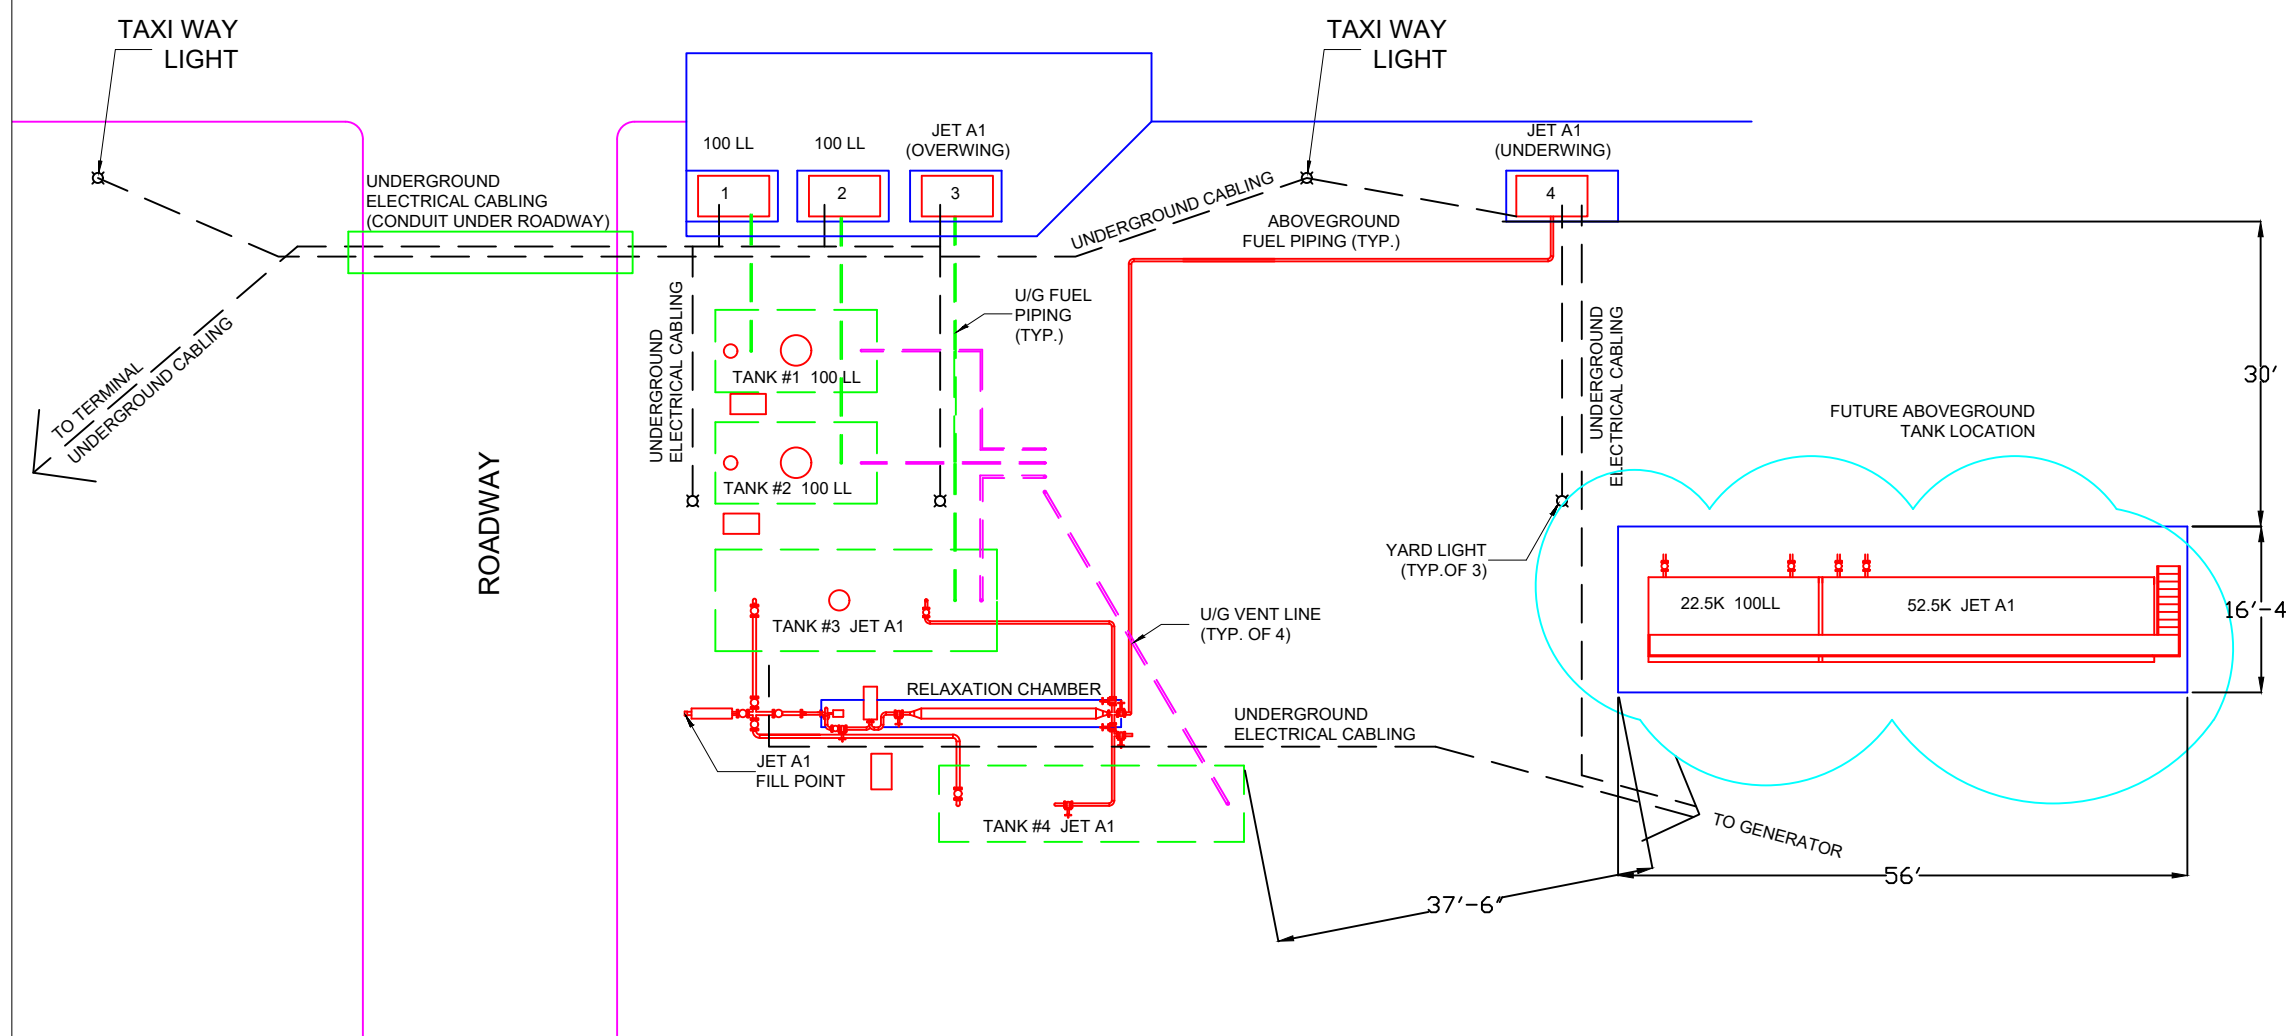 TAXI WAY
LIGHT
TAXI WAY
LIGHT
100 LL
100 LL
JET A1
(OVERWING)
JET A1
(UNDERWING)
1
2
3
4
UNDERGROUND
ELECTRICAL CABLING
(CONDUIT UNDER ROADWAY)
UNDERGROUND CABLING
ABOVEGROUND
FUEL PIPING (TYP.)
TO TERMINAL
UNDERGROUND CABLING
UNDERGROUND
ELECTRICAL CABLING
U/G FUEL
PIPING
(TYP.)
UNDERGROUND
ELECTRICAL CABLING
30'
TANK #1 100 LL
FUTURE ABOVEGROUND
TANK LOCATION
TANK #2 100 LL
ROADWAY
YARD LIGHT
(TYP.OF 3)
22.5K 100LL
52.5K JET A1
16'-4
TANK #3 JET A1
U/G VENT LINE
(TYP. OF 4)
RELAXATION CHAMBER
UNDERGROUND
ELECTRICAL CABLING
JET A1
FILL POINT
TANK #4 JET A1
TO GENERATOR
56'
37'-6"